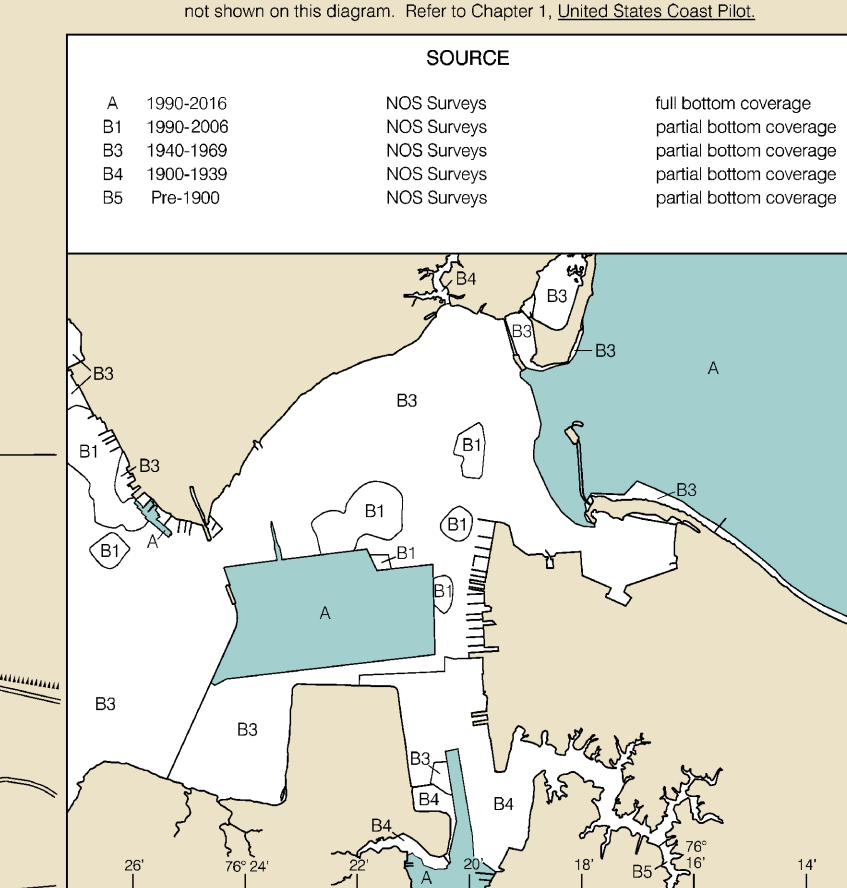 not shown on this diagram. Refer to Chapter 1, United States Coast Pilot.
SOURCE
A 1990-2016 NOS Surveys full bottom coverage
B1 1990-2006 NOS Surveys partial bottom coverage
B3 1940-1969 NOS Surveys partial bottom coverage
B4 1900-1939 NOS Surveys partial bottom coverage
B5 Pre-1900 NOS Surveys partial bottom coverage
B4
B3
B3
B3
A
B3
B3
B1
B1
B3
B3
B1
B1
A
B1
B1
B1
A
B3
B3
B3
B4
B4
B4
B5
A
26' 76° 24' 22' 20' 18' 76° 16' 14'